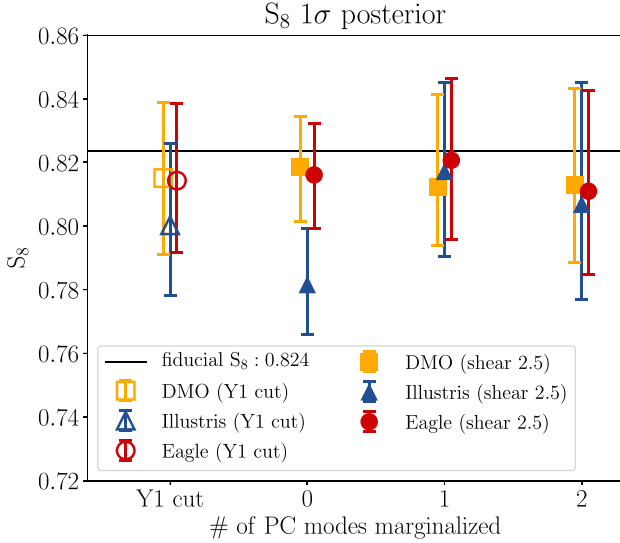 S₈ 1σ posterior
S₈
0.86
0.84
0.82
0.80
0.78
0.76
0.74
0.72
fiducial S₈ : 0.824
DMO (Y1 cut)
Illustris (Y1 cut)
Eagle (Y1 cut)
DMO (shear 2.5)
Illustris (shear 2.5)
Eagle (shear 2.5)
Y1 cut 0 1 2
# of PC modes marginalized